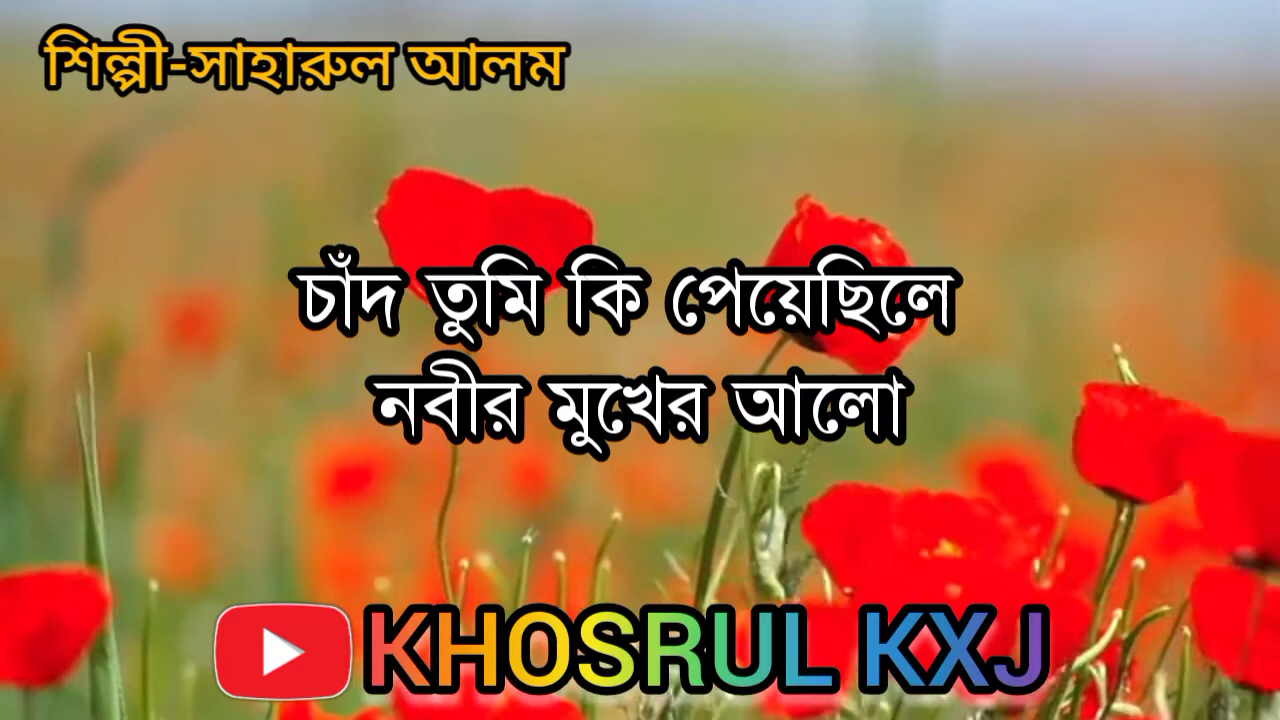 শিল্পী-সাহারুল আলম
চাঁদ তুমি কি পেয়েছিলে
নবীর মুখের আলো
KHOSRUL KXJ